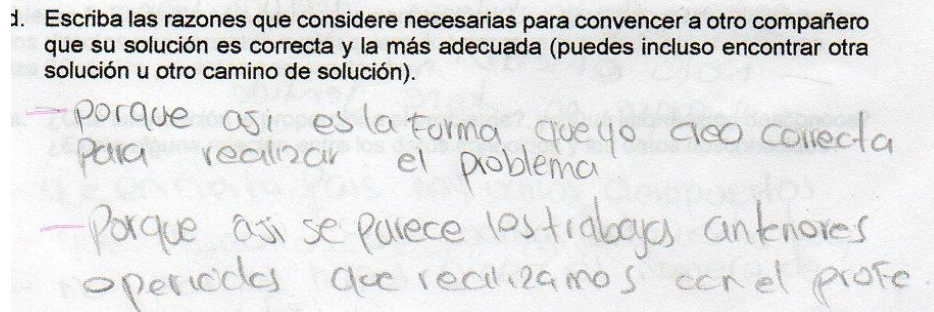 d. Escriba las razones que considere necesarias para convencer a otro compañero
que su solución es correcta y la más adecuada (puedes incluso encontrar otra
solución u otro camino de solución).
- porque asi es la forma que yo creo correcta
para realizar el problema
- Porque asi se parece los trabajos anteriores
o periodos que realizamos con el profe.